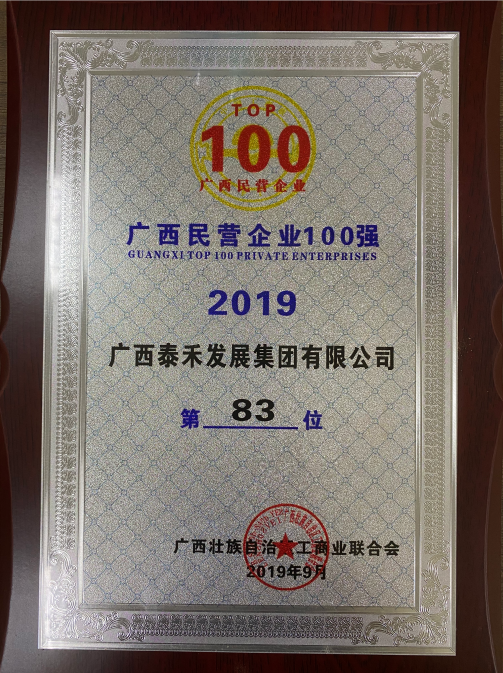 TOP
100
广西民营企业
广西民营企业100强
GUANGXI TOP 100 PRIVATE ENTERPRISES
2019
广西泰禾发展集团有限公司
第 83 位
广西壮族自治 工商业联合会
2019年9月